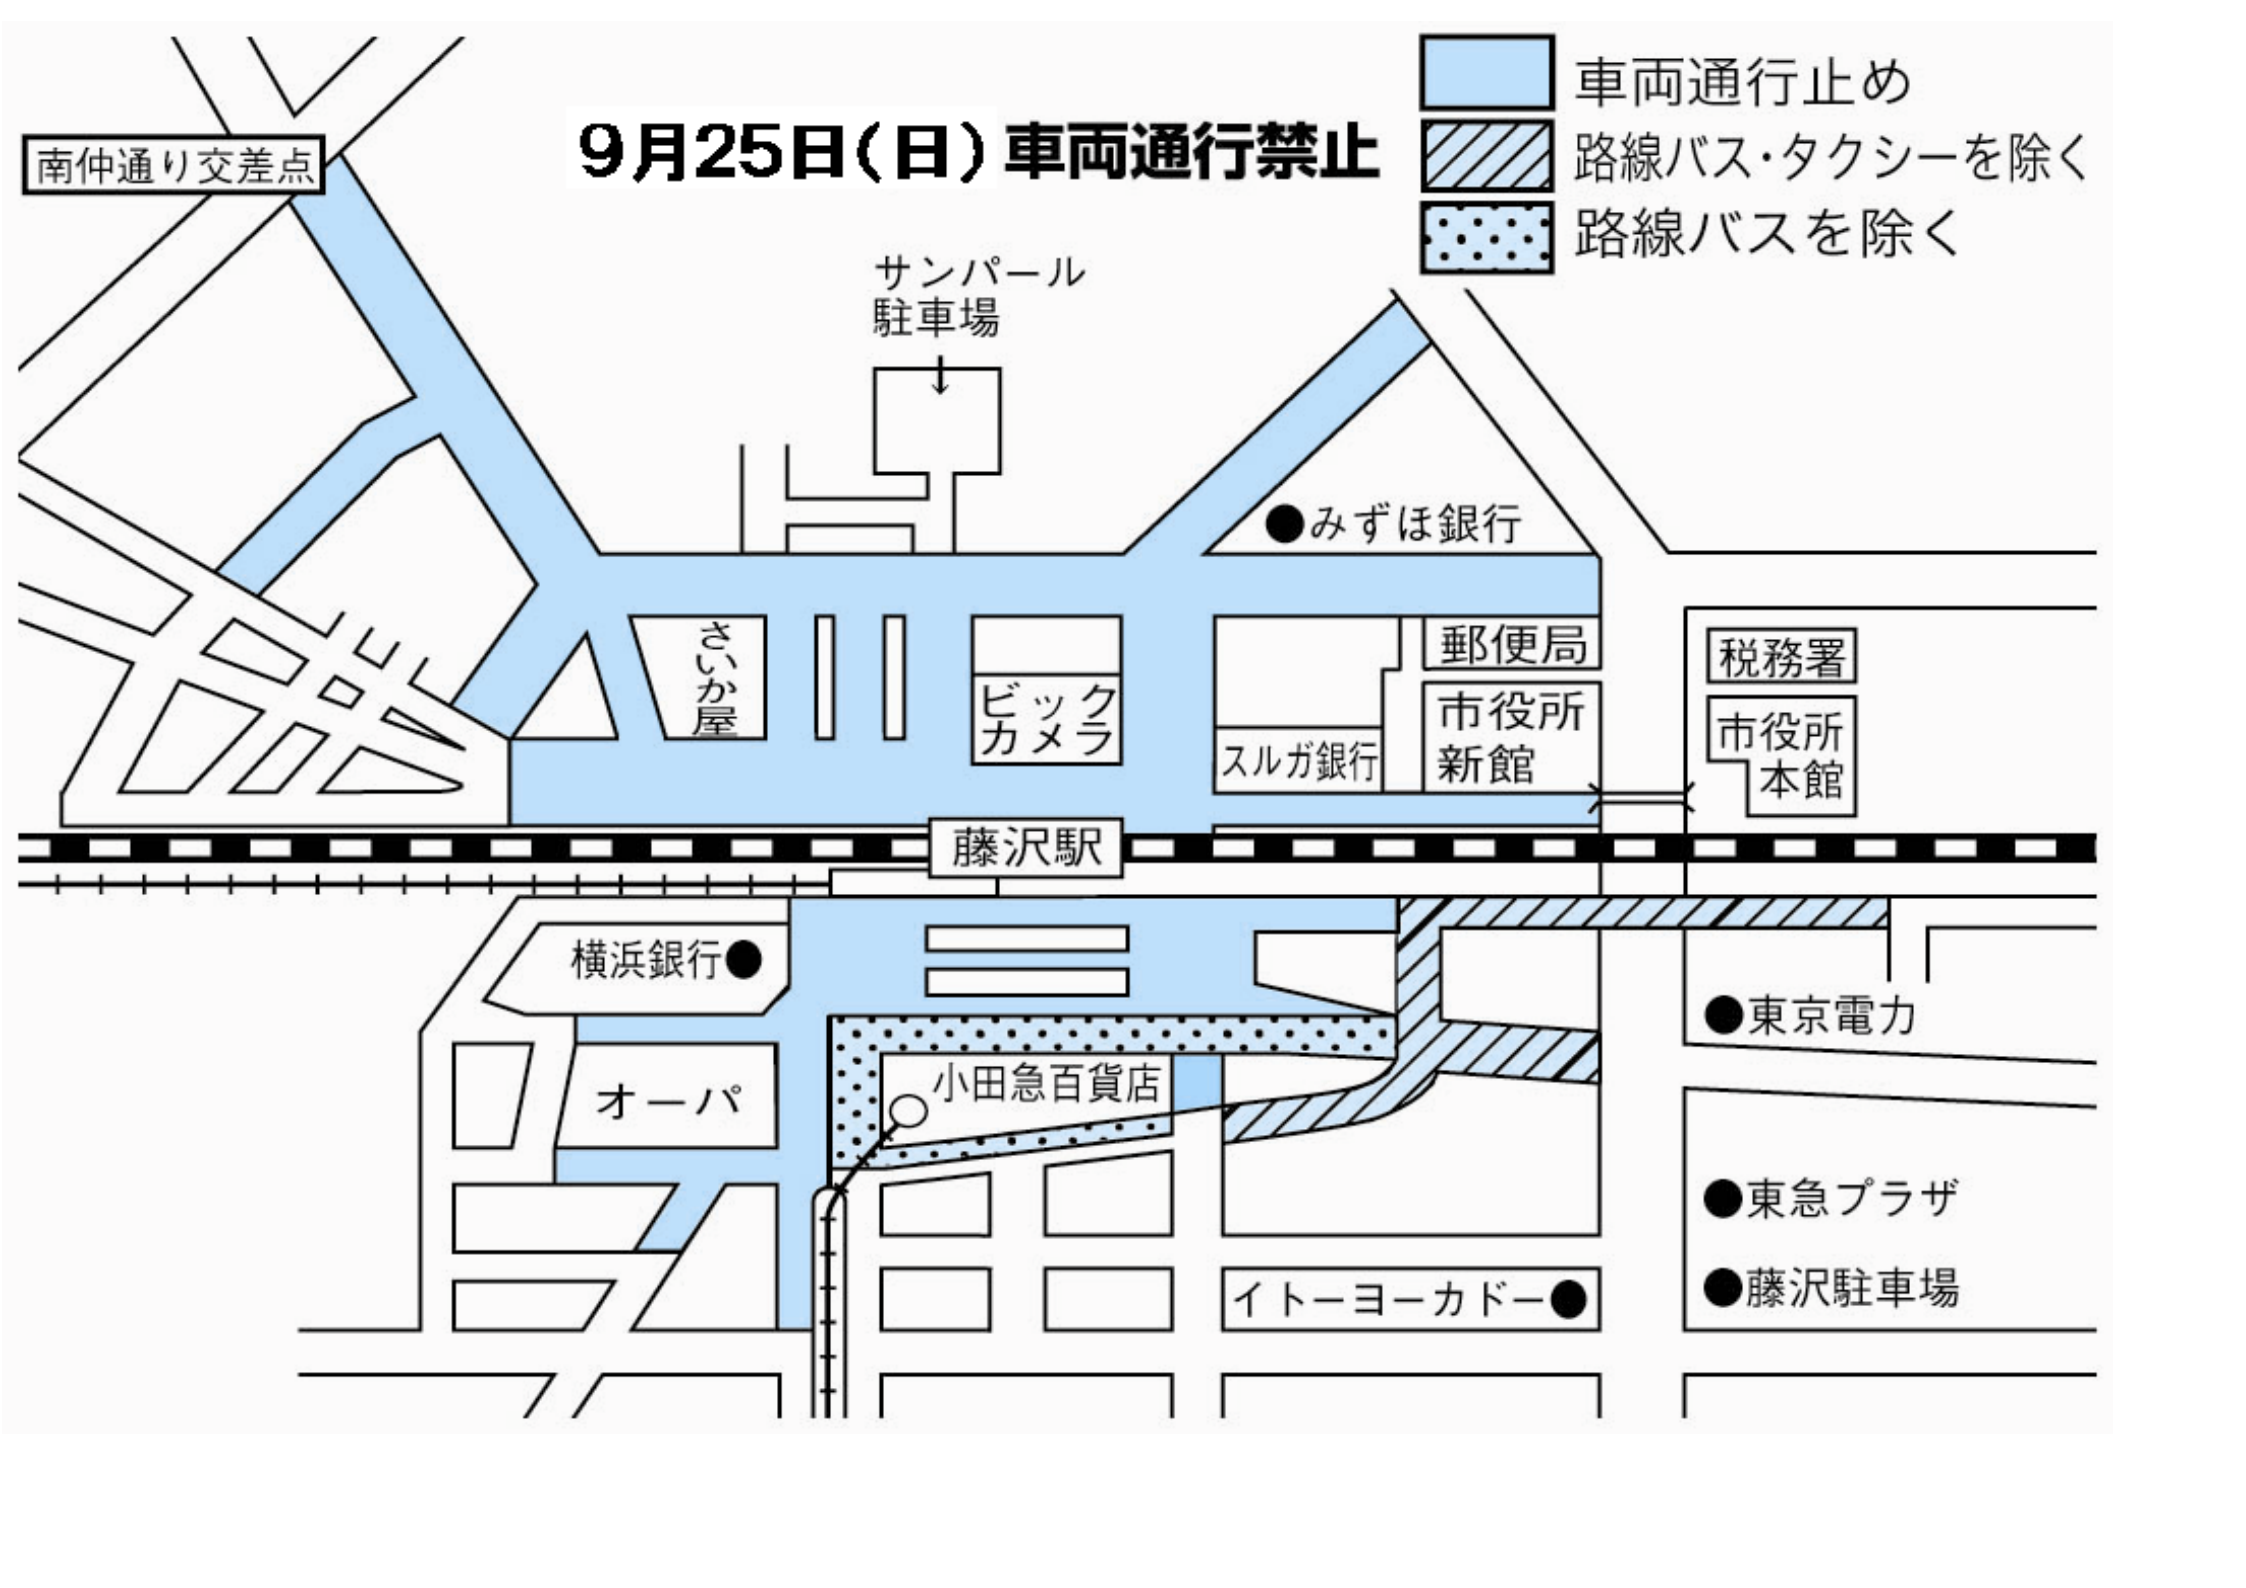 車両通行止め
南仲通り交差点
9月25日(日)車両通行禁止
路線バス・タクシーを除く
路線バスを除く
サンパール
駐車場
みずほ銀行
さいか屋
ビック
カメラ
スルガ銀行
郵便局
市役所
新館
税務署
市役所
本館
藤沢駅
横浜銀行
東京電力
オーパ
小田急百貨店
東急プラザ
イトーヨーカドー
藤沢駐車場